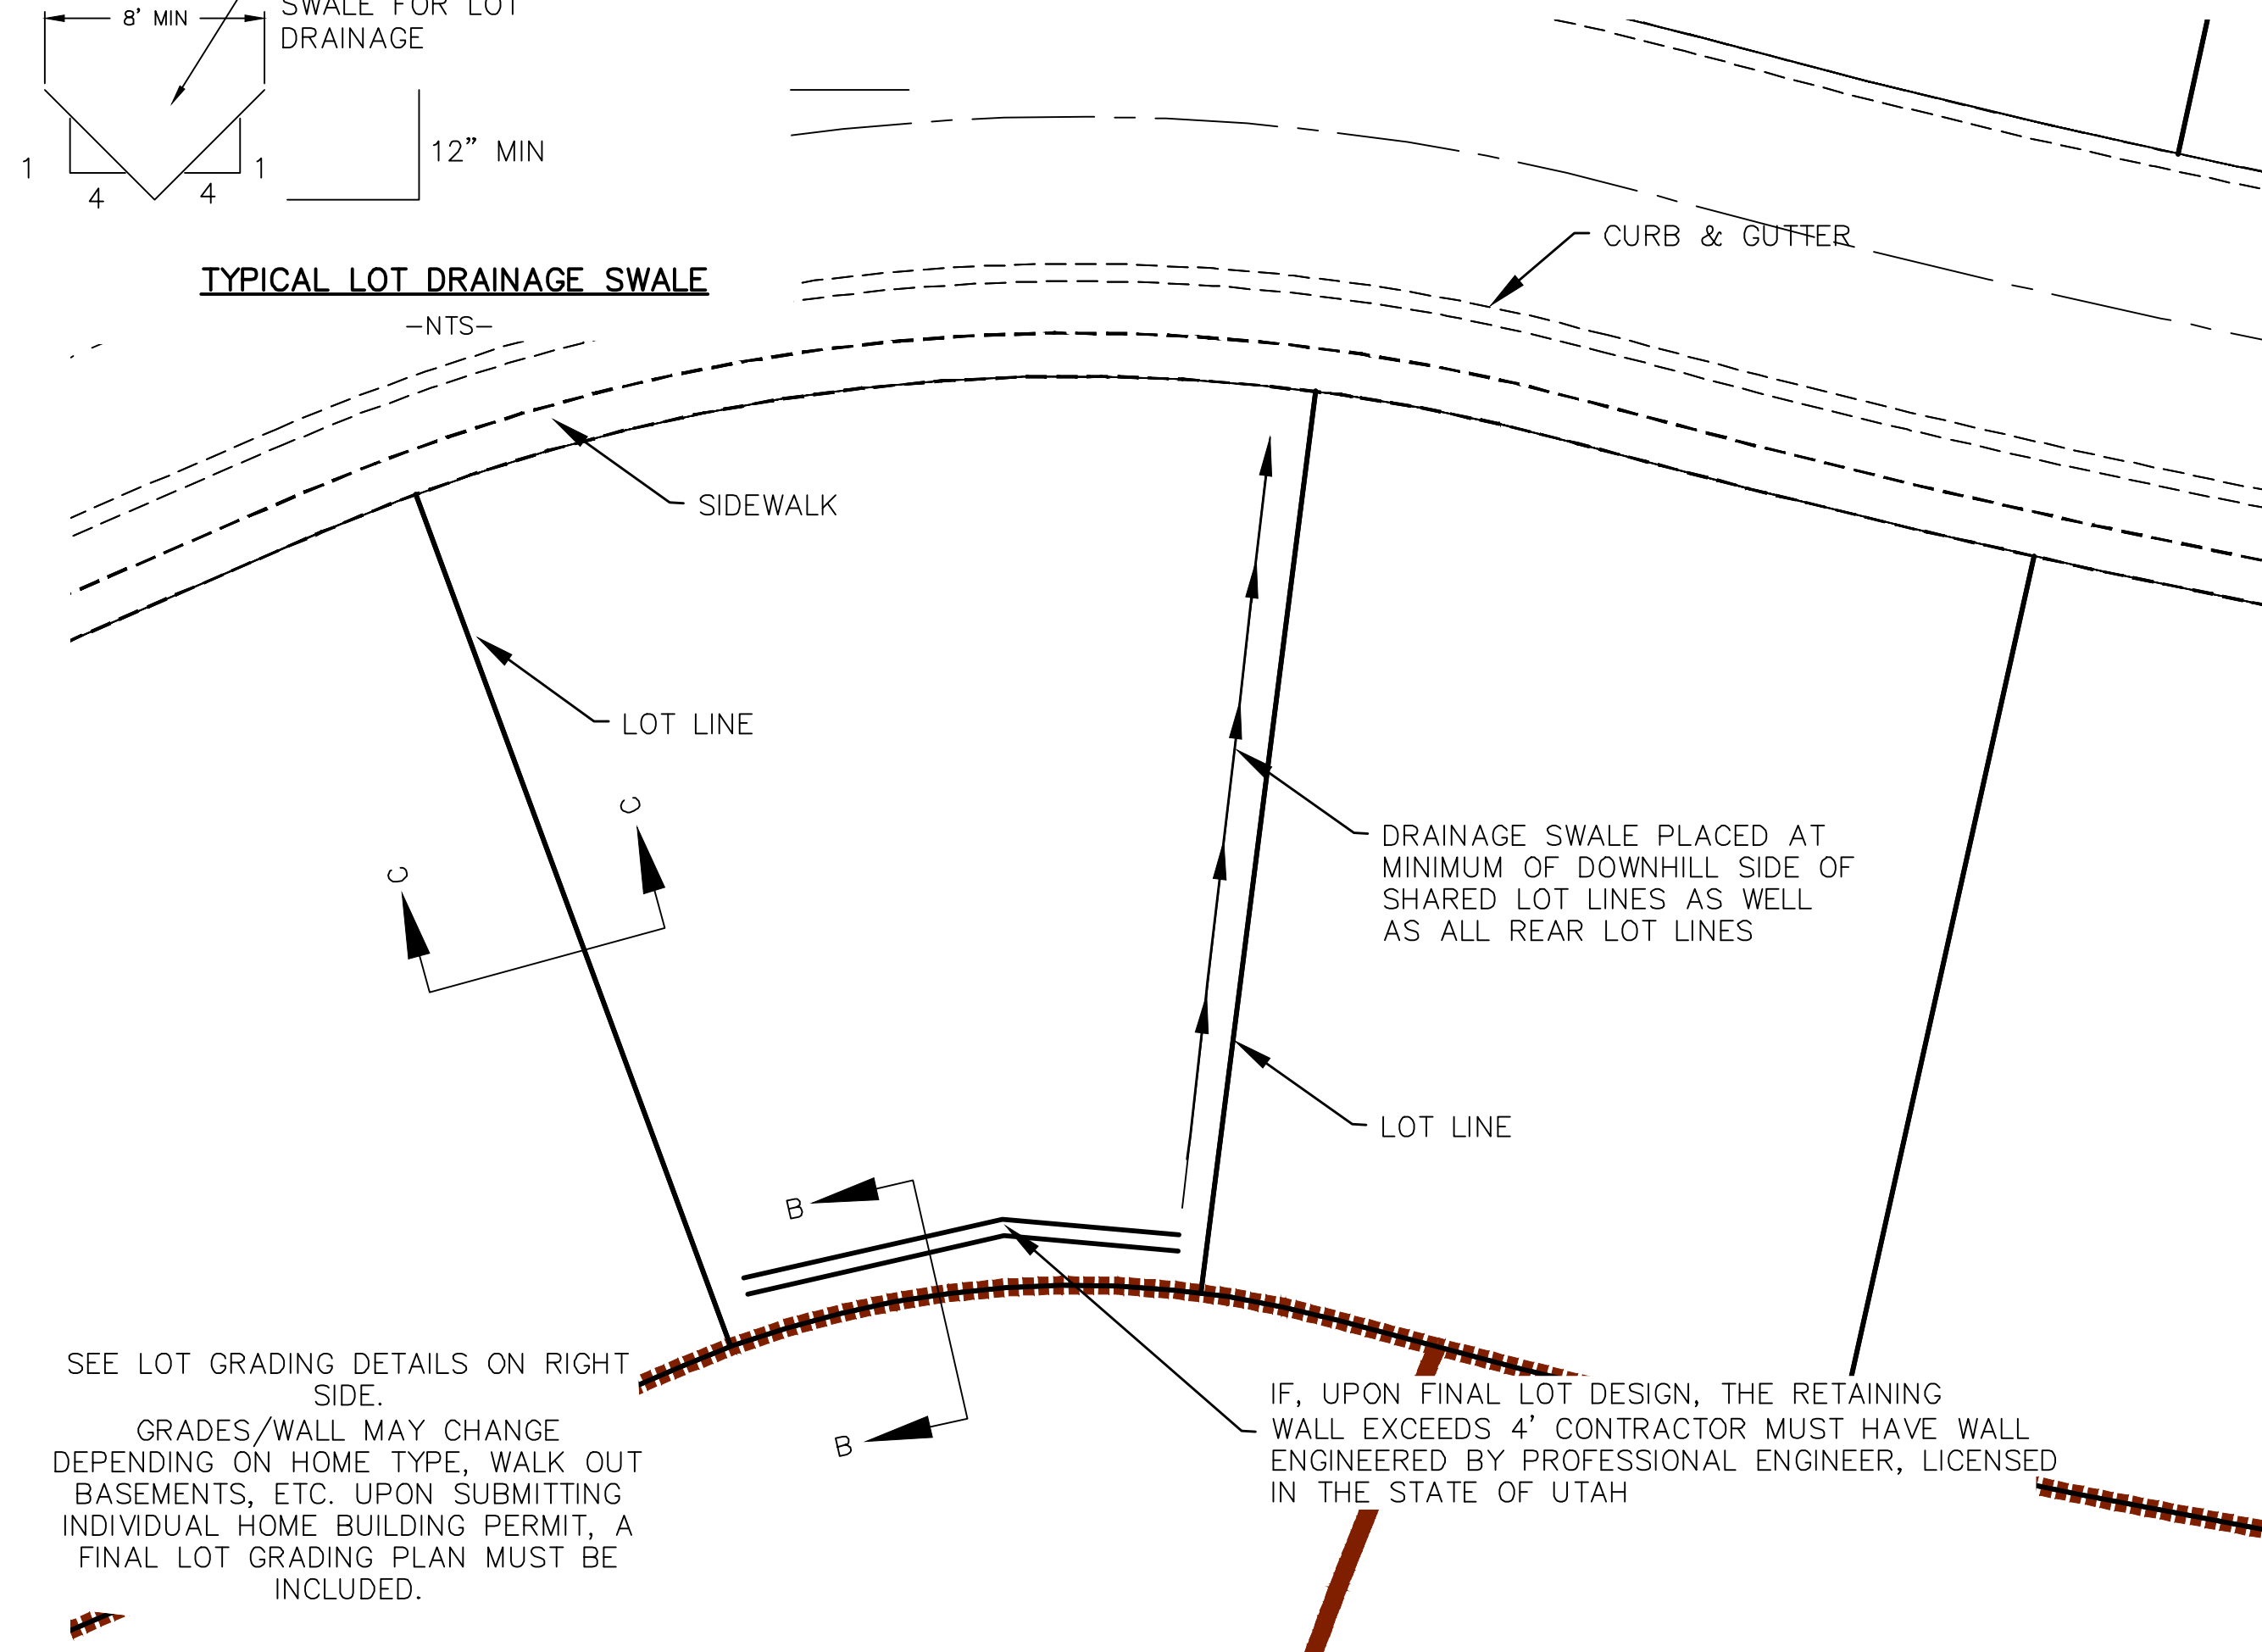 SWALE FOR LOT
DRAINAGE
8' MIN
12” MIN
1
4
4
1
TYPICAL LOT DRAINAGE SWALE
-NTS-
CURB & GUTTER
SIDEWALK
LOT LINE
C
C
DRAINAGE SWALE PLACED AT
MINIMUM OF DOWNHILL SIDE OF
SHARED LOT LINES AS WELL
AS ALL REAR LOT LINES
LOT LINE
B
B
SEE LOT GRADING DETAILS ON RIGHT
SIDE.
GRADES/WALL MAY CHANGE
DEPENDING ON HOME TYPE, WALK OUT
BASEMENTS, ETC. UPON SUBMITTING
INDIVIDUAL HOME BUILDING PERMIT, A
FINAL LOT GRADING PLAN MUST BE
INCLUDED.
IF, UPON FINAL LOT DESIGN, THE RETAINING
WALL EXCEEDS 4' CONTRACTOR MUST HAVE WALL
ENGINEERED BY PROFESSIONAL ENGINEER, LICENSED
IN THE STATE OF UTAH